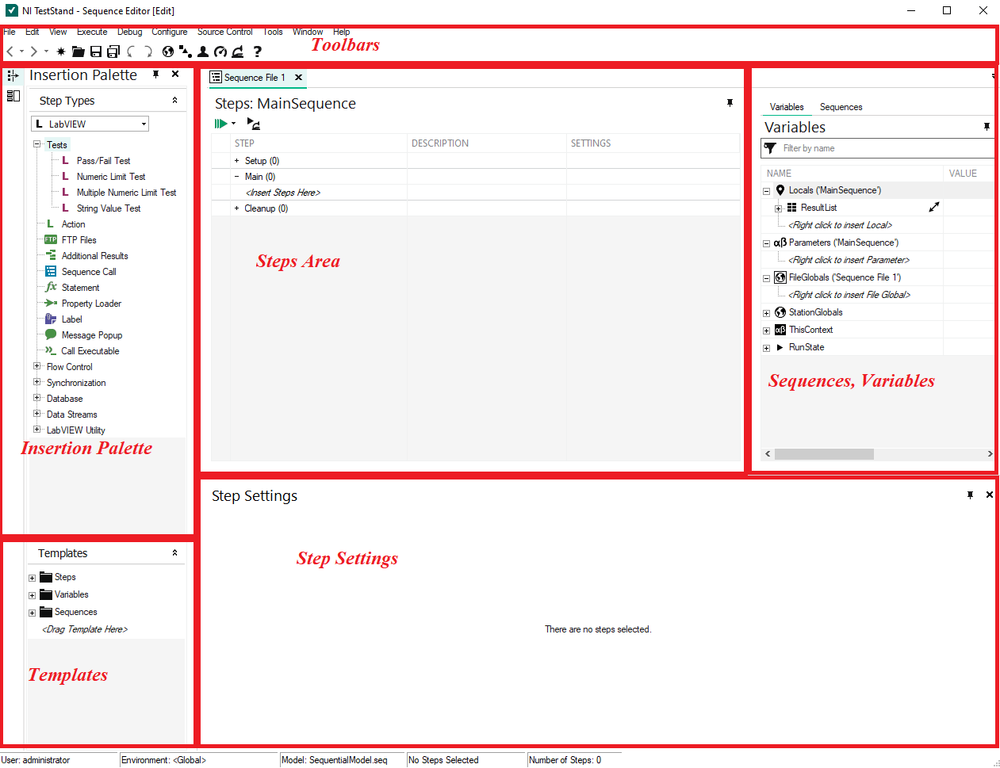 NI TestStand - Sequence Editor [Edit]
File Edit View Execute Debug Configure Source Control Tools Window Help
Toolbars
Insertion Palette
Step Types
L LabVIEW
Tests
L Pass/Fail Test
L Numeric Limit Test
L Multiple Numeric Limit Test
L String Value Test
L Action
FTP FTP Files
Additional Results
Sequence Call
fx Statement
Property Loader
Label
Message Popup
Call Executable
Flow Control
Synchronization
Database
Data Streams
LabVIEW Utility
Insertion Palette
Templates
Steps
Variables
Sequences
<Drag Template Here>
Templates
Sequence File 1
Steps: MainSequence
STEP DESCRIPTION SETTINGS
+ Setup (0)
− Main (0)
<Insert Steps Here>
+ Cleanup (0)
Steps Area
Variables Sequences
Variables
Filter by name
NAME VALUE
Locals ('MainSequence')
ResultList
<Right click to insert Local>
αβ Parameters ('MainSequence')
<Right click to insert Parameter>
FileGlobals ('Sequence File 1')
<Right click to insert File Global>
StationGlobals
αβ ThisContext
RunState
Sequences, Variables
Step Settings
Step Settings
There are no steps selected.
User: administrator Environment: <Global> Model: SequentialModel.seq No Steps Selected Number of Steps: 0